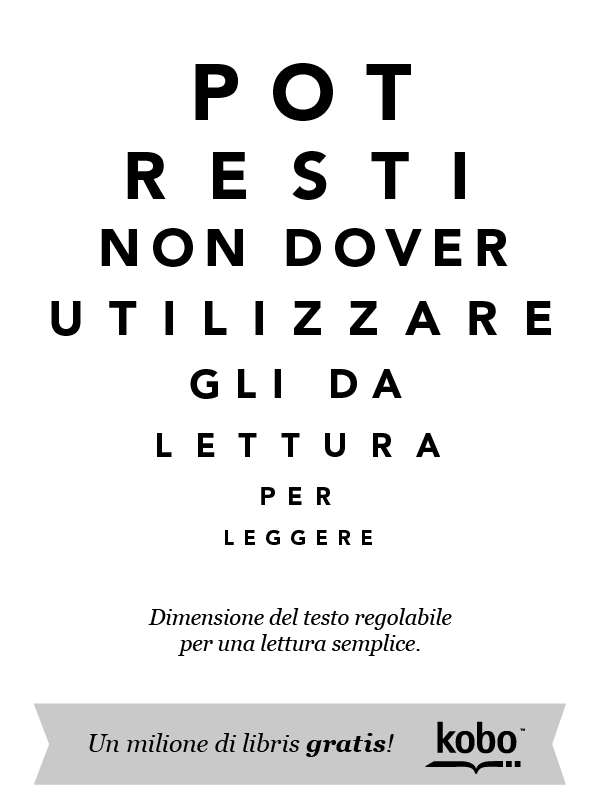 POT
RESTI
NON DOVER
UTILIZZARE
GLI DA
LETTURA
PER
LEGGERE
Dimensione del testo regolabile
per una lettura semplice.
Un milione di libris gratis!
kobo™